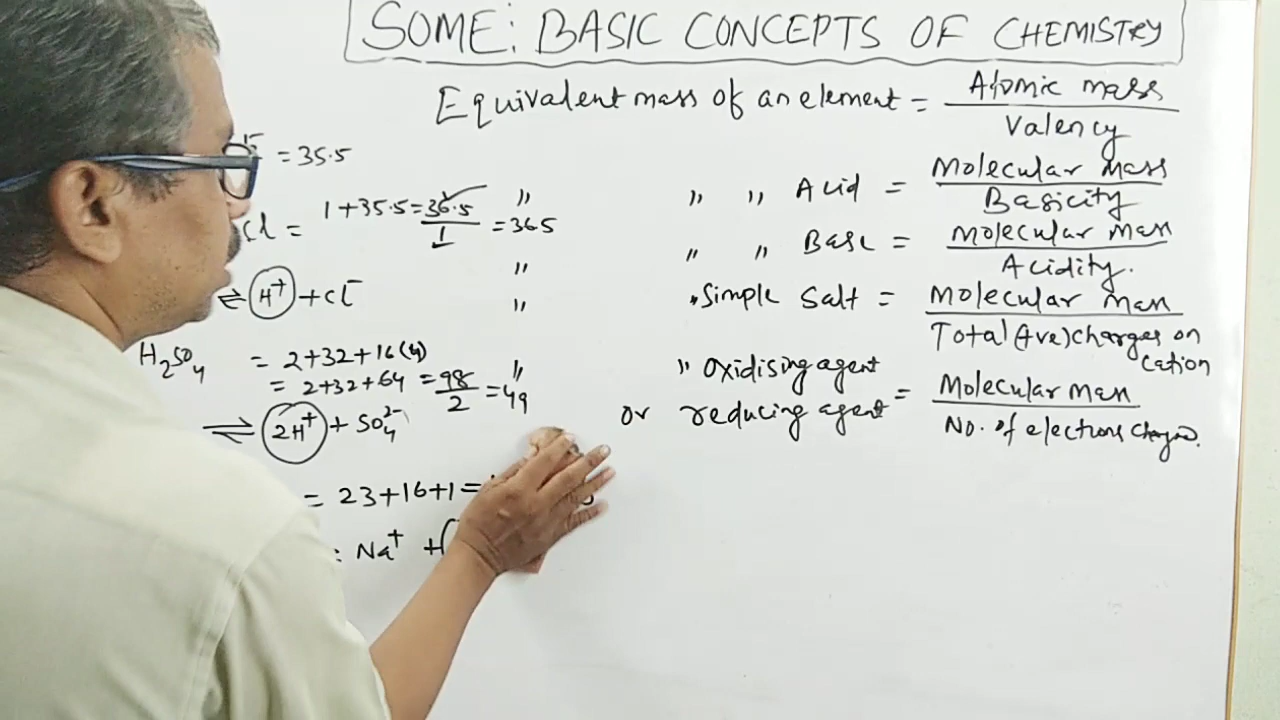 SOME: BASIC CONCEPTS OF CHEMISTRY
Equivalent mass of an element = Atomic mass / Valency
" " Acid = Molecular Mass / Basicity
" " Base = Molecular Mass / Acidity.
" Simple Salt = Molecular Mass / Total (+ve) charges on cation
" Oxidising agent or reducing agent = Molecular Mass / No. of electrons
= 35.5
Cl = 1+35.5 = 36.5 / 1 = 36.5
⇌ H⁺ + Cl⁻
H₂SO₄ = 2+32+16(4)
= 2+32+64 = 98 / 2 = 49
⇌ 2H⁺ + SO₄²⁻
= 23+16+1 =
: Na⁺ +